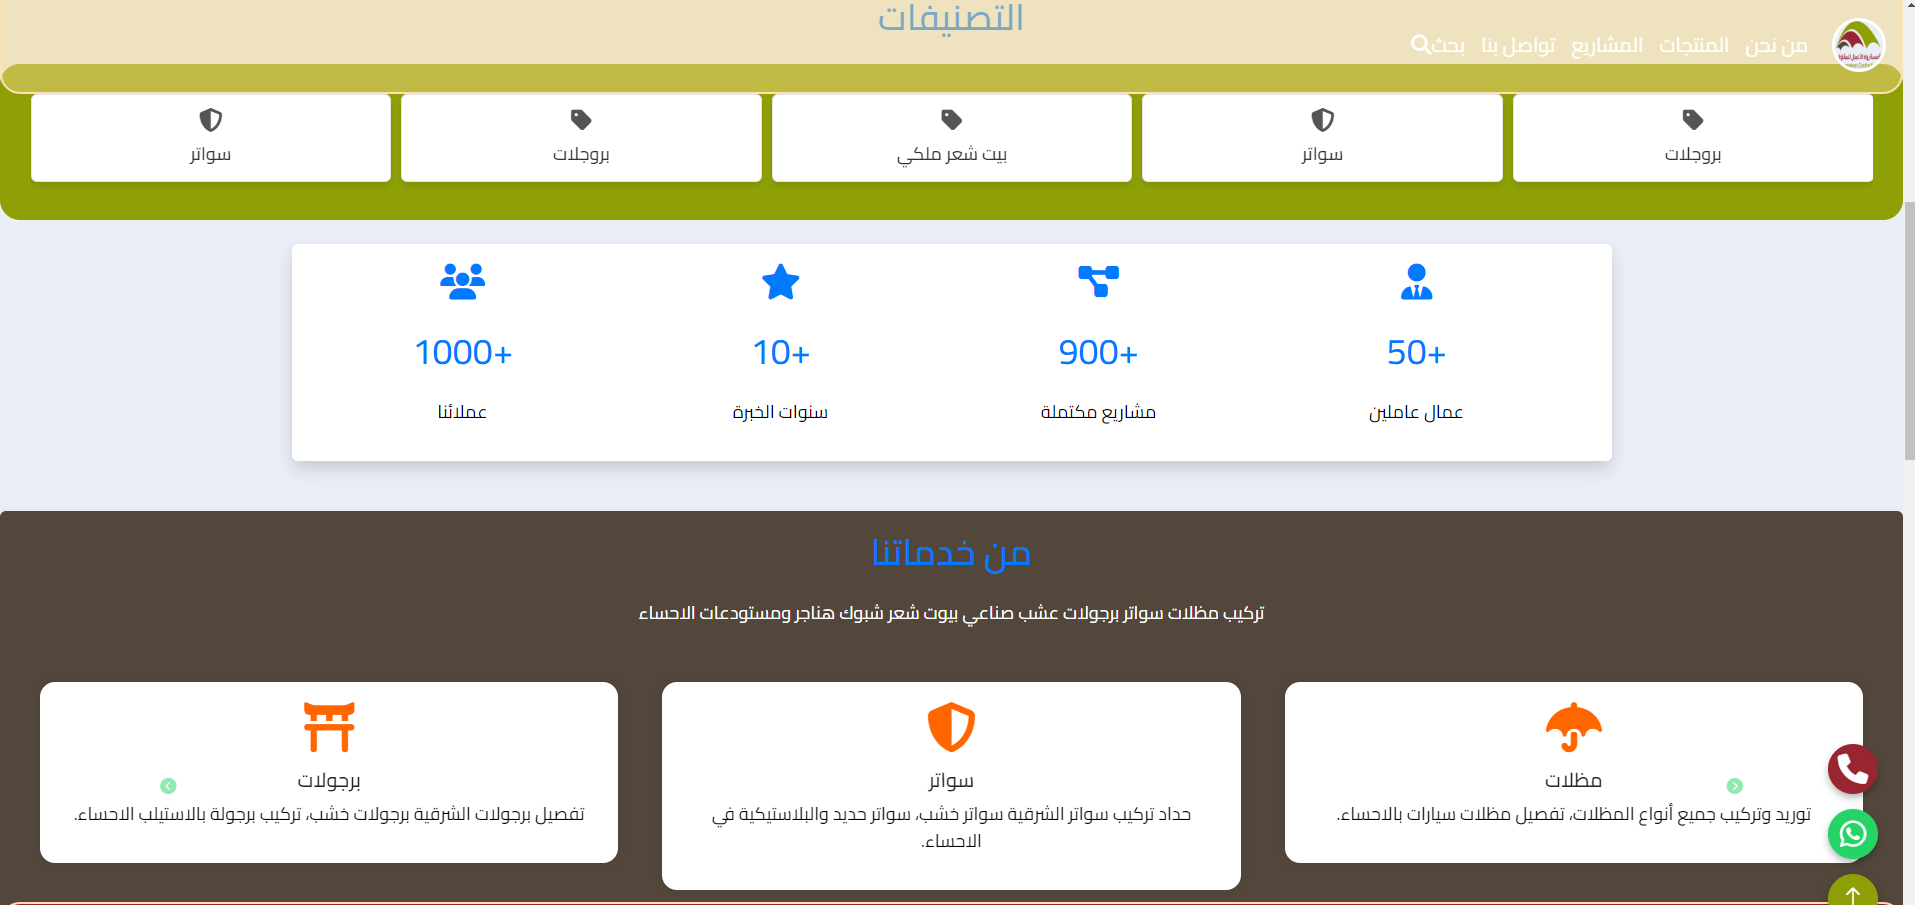 التصنيفات
من نحن
المنتجات
المشاريع
تواصل بنا
بحث
بروجلات
سواتر
بيت شعر ملكي
بروجلات
سواتر
50+
عمال عاملين
900+
مشاريع مكتملة
10+
سنوات الخبرة
1000+
عملائنا
من خدماتنا
تركيب مظلات سواتر برجولات عشب صناعي بيوت شعر شبوك هناجر ومستودعات الاحساء
مظلات
توريد وتركيب جميع أنواع المظلات، تفصيل مظلات سيارات بالاحساء.
سواتر
حداد تركيب سواتر الشرقية سواتر خشب، سواتر حديد والبلاستيكية في
الاحساء.
برجولات
تفصيل برجولات الشرقية برجولات خشب، تركيب برجولة بالاستيلب الاحساء.